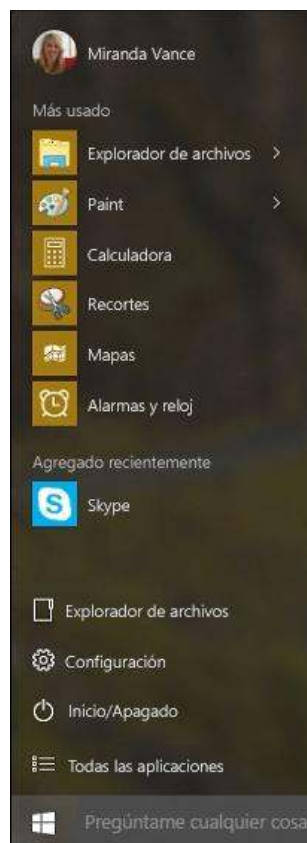 Miranda Vance
Más usado
Explorador de archivos
Paint
Calculadora
Recortes
Mapas
Alarmas y reloj
Agregado recientemente
Skype
Explorador de archivos
Configuración
Inicio/Apagado
Todas las aplicaciones
Pregúntame cualquier cosa